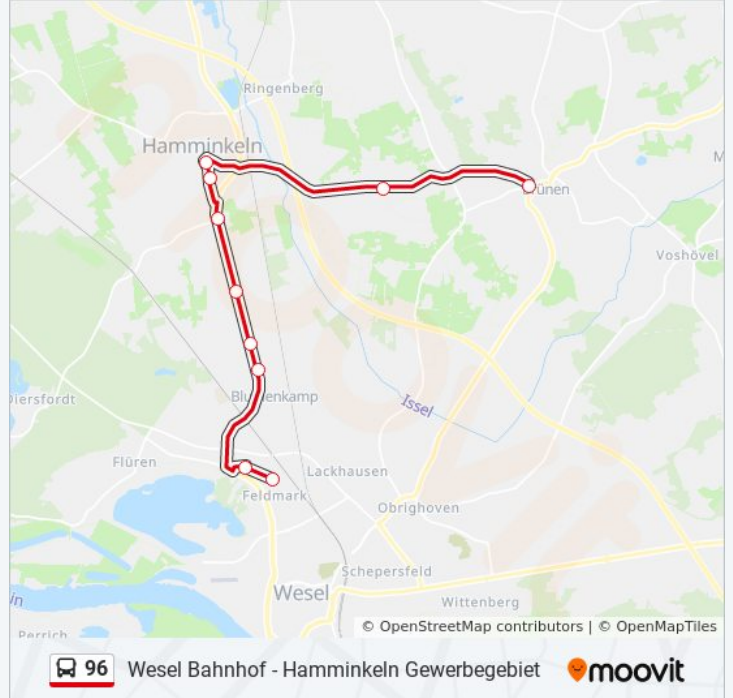 Ringenberg
Hamminkeln
Brünen
Voshövel
M
Diersfordt
Blumenkamp
Issel
Flüren
Lackhausen
Feldmark
Obrighoven
Schepersfeld
Wesel
in
Wittenberg
Perrich
© OpenStreetMap contributors | © OpenMapTiles
96 Wesel Bahnhof - Hamminkeln Gewerbegebiet moovit